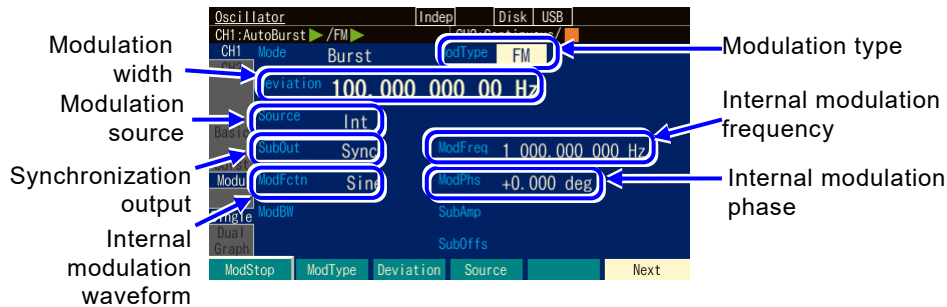 Oscillator Indep Disk USB
CH1:AutoBurst /FM CH2:Continuous/
CH1 Mode Burst ModType FM
Deviation 100.000 000 00 Hz
Source Int
Basic
SubOut Sync ModFreq 1 000.000 000 Hz
Modu ModFctn Sine ModPhs +0.000 deg
Single ModBW SubAmp
Dual
Graph SubOffs
ModStop ModType Deviation Source Next
Modulation
width
Modulation
source
Synchronization
output
Internal
modulation
waveform
Modulation type
Internal modulation
frequency
Internal modulation
phase